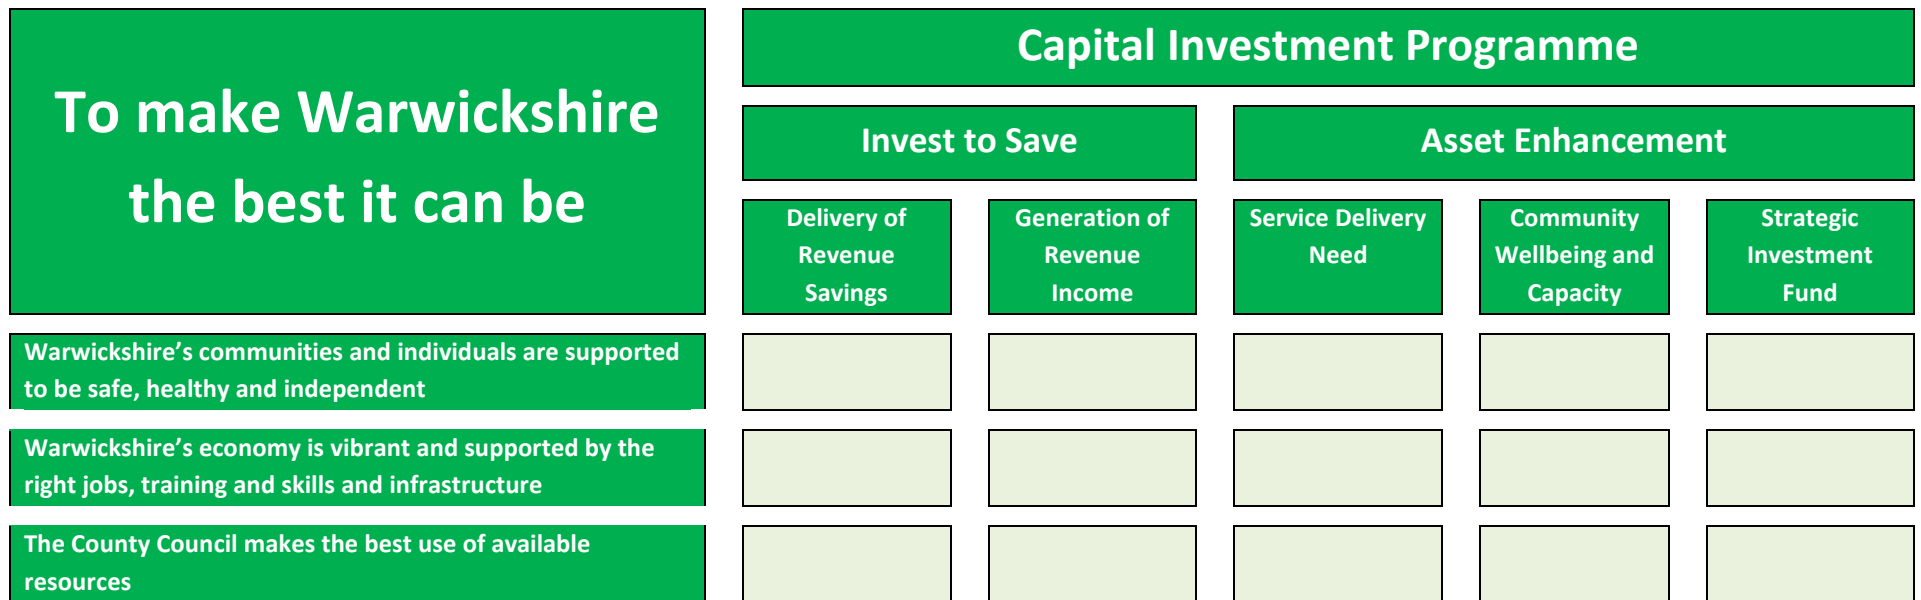 To make Warwickshire
the best it can be
Capital Investment Programme
Invest to Save
Asset Enhancement
Delivery of
Revenue
Savings
Generation of
Revenue
Income
Service Delivery
Need
Community
Wellbeing and
Capacity
Strategic
Investment
Fund
Warwickshire’s communities and individuals are supported
to be safe, healthy and independent
Warwickshire’s economy is vibrant and supported by the
right jobs, training and skills and infrastructure
The County Council makes the best use of available
resources